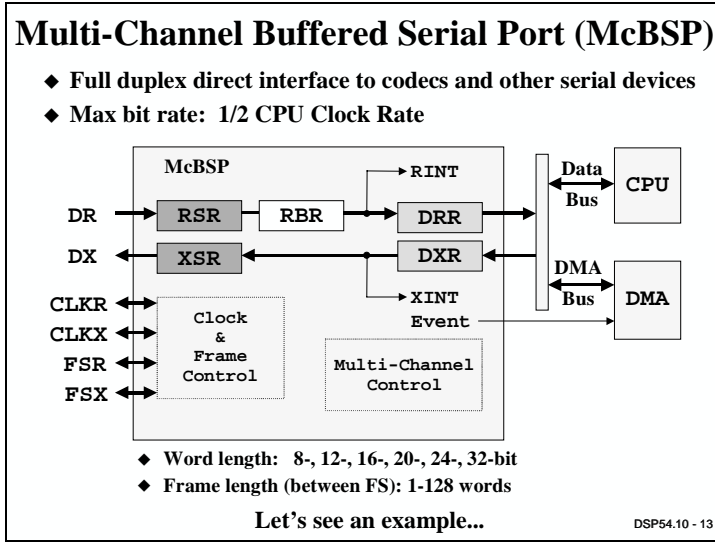 Multi-Channel Buffered Serial Port (McBSP)
◆ Full duplex direct interface to codecs and other serial devices
◆ Max bit rate: 1/2 CPU Clock Rate
McBSP
RINT
Data
Bus
CPU
DR
RSR
RBR
DRR
DX
XSR
DXR
DMA
Bus
DMA
XINT
Event
CLKR
CLKX
FSR
FSX
Clock
&
Frame
Control
Multi-Channel
Control
◆ Word length: 8-, 12-, 16-, 20-, 24-, 32-bit
◆ Frame length (between FS): 1-128 words
Let's see an example...
DSP54.10 - 13